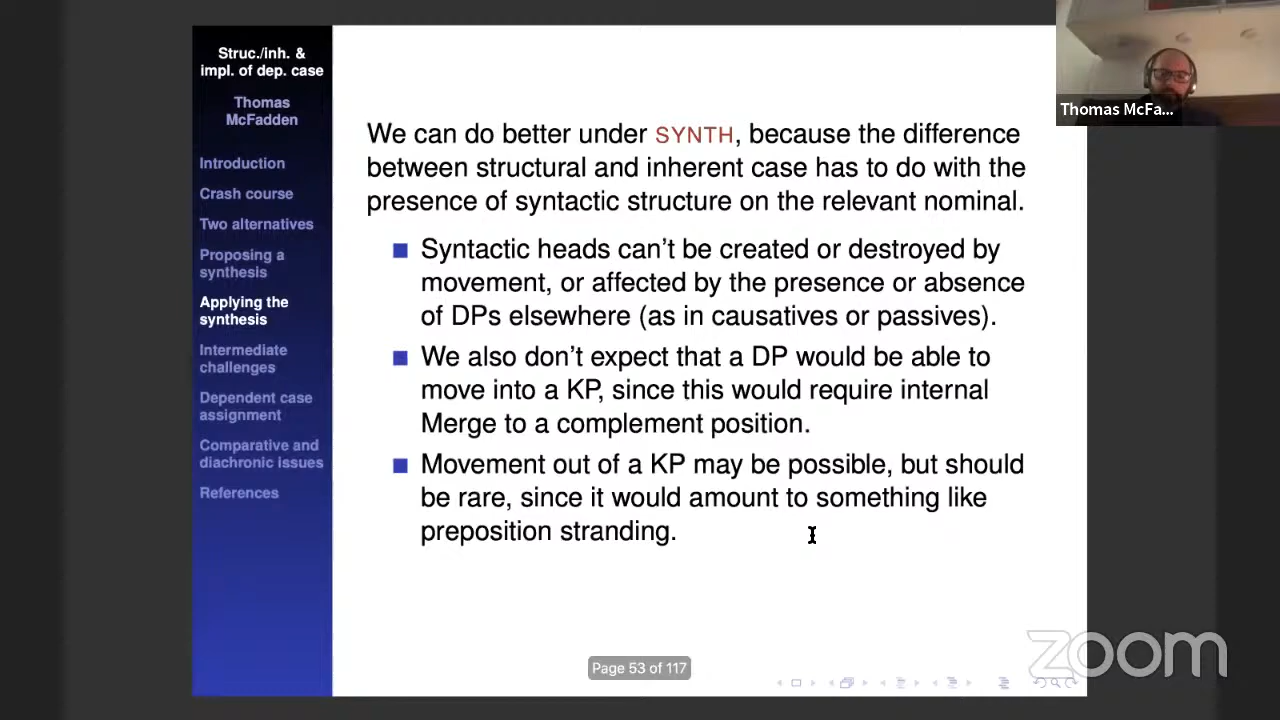 Struc./inh. &
impl. of dep. case
Thomas
McFadden
Introduction
Crash course
Two alternatives
Proposing a
synthesis
Applying the
synthesis
Intermediate
challenges
Dependent case
assignment
Comparative and
diachronic issues
References
We can do better under SYNTH, because the difference
between structural and inherent case has to do with the
presence of syntactic structure on the relevant nominal.
Syntactic heads can't be created or destroyed by
movement, or affected by the presence or absence
of DPs elsewhere (as in causatives or passives).
We also don't expect that a DP would be able to
move into a KP, since this would require internal
Merge to a complement position.
Movement out of a KP may be possible, but should
be rare, since it would amount to something like
preposition stranding.
Page 53 of 117
Thomas McFa...
zoom